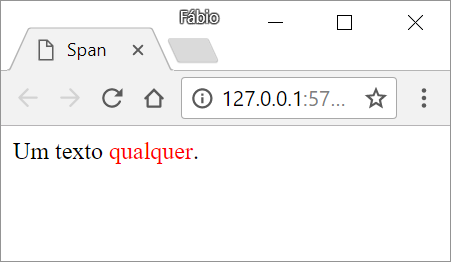 Fábio
Span
127.0.0.1:57...
Um texto qualquer.